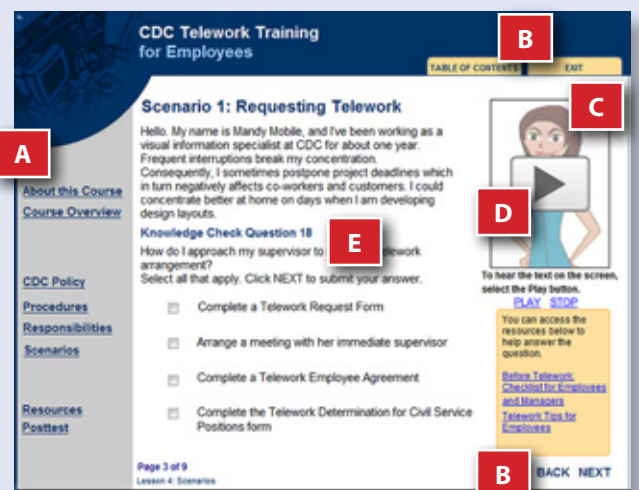 CDC Telework Training
for Employees
B
TABLE OF CONTENTS
EXIT
C
A
About this Course
Course Overview
CDC Policy
Procedures
Responsibilities
Scenarios
Resources
Posttest
Scenario 1: Requesting Telework
Hello. My name is Mandy Mobile, and I've been working as a
visual information specialist at CDC for about one year.
Frequent interruptions break my concentration.
Consequently, I sometimes postpone project deadlines which
in turn negatively affects co-workers and customers. I could
concentrate better at home on days when I am developing
design layouts.
Knowledge Check Question 18
E
How do I approach my supervisor to elework
arrangement?
Select all that apply. Click NEXT to submit your answer.
Complete a Telework Request Form
Arrange a meeting with her immediate supervisor
Complete a Telework Employee Agreement
Complete the Telework Determination for Civil Service
Positions form
Page 3 of 9
Lesson 4: Scenarios
D
To hear the text on the screen,
select the Play button.
PLAY STOP
You can access the
resources below to
help answer the
question.
Before Telework:
Checklist for Employees
and Managers
Telework Tips for
Employees
B
BACK NEXT